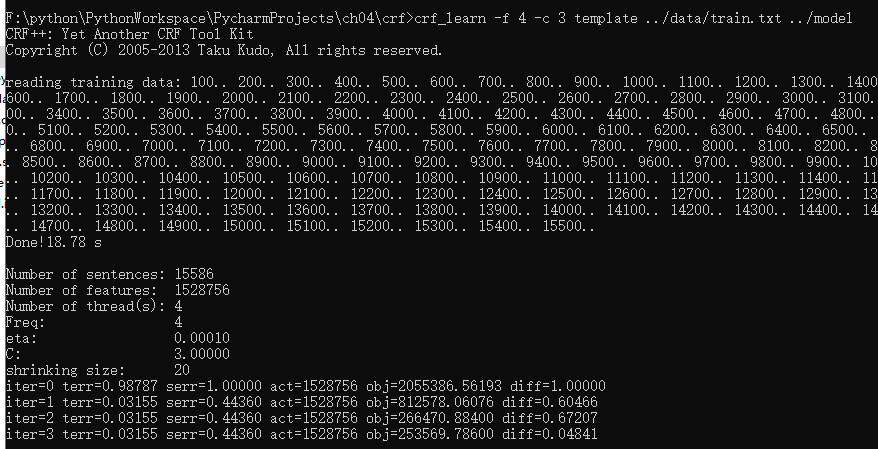 F:\python\PythonWorkspace\PycharmProjects\ch04\crf>crf_learn -f 4 -c 3 template ../data/train.txt ../model
CRF++: Yet Another CRF Tool Kit
Copyright (C) 2005-2013 Taku Kudo, All rights reserved.
reading training data: 100.. 200.. 300.. 400.. 500.. 600.. 700.. 800.. 900.. 1000.. 1100.. 1200.. 1300.. 1400
600.. 1700.. 1800.. 1900.. 2000.. 2100.. 2200.. 2300.. 2400.. 2500.. 2600.. 2700.. 2800.. 2900.. 3000.. 3100
00.. 3400.. 3500.. 3600.. 3700.. 3800.. 3900.. 4000.. 4100.. 4200.. 4300.. 4400.. 4500.. 4600.. 4700.. 4800
0.. 5100.. 5200.. 5300.. 5400.. 5500.. 5600.. 5700.. 5800.. 5900.. 6000.. 6100.. 6200.. 6300.. 6400.. 6500..
.. 6800.. 6900.. 7000.. 7100.. 7200.. 7300.. 7400.. 7500.. 7600.. 7700.. 7800.. 7900.. 8000.. 8100.. 8200.. 8
. 8500.. 8600.. 8700.. 8800.. 8900.. 9000.. 9100.. 9200.. 9300.. 9400.. 9500.. 9600.. 9700.. 9800.. 9900.. 10
.. 10200.. 10300.. 10400.. 10500.. 10600.. 10700.. 10800.. 10900.. 11000.. 11100.. 11200.. 11300.. 11400.. 11
.. 11700.. 11800.. 11900.. 12000.. 12100.. 12200.. 12300.. 12400.. 12500.. 12600.. 12700.. 12800.. 12900.. 13
.. 13200.. 13300.. 13400.. 13500.. 13600.. 13700.. 13800.. 13900.. 14000.. 14100.. 14200.. 14300.. 14400.. 14
.. 14700.. 14800.. 14900.. 15000.. 15100.. 15200.. 15300.. 15400.. 15500..
Done!18.78 s
Number of sentences: 15586
Number of features: 1528756
Number of thread(s): 4
Freq: 4
eta: 0.00010
C: 3.00000
shrinking size: 20
iter=0 terr=0.98787 serr=1.00000 act=1528756 obj=2055386.56193 diff=1.00000
iter=1 terr=0.03155 serr=0.44360 act=1528756 obj=812578.06076 diff=0.60466
iter=2 terr=0.03155 serr=0.44360 act=1528756 obj=266470.88400 diff=0.67207
iter=3 terr=0.03155 serr=0.44360 act=1528756 obj=253569.78600 diff=0.04841